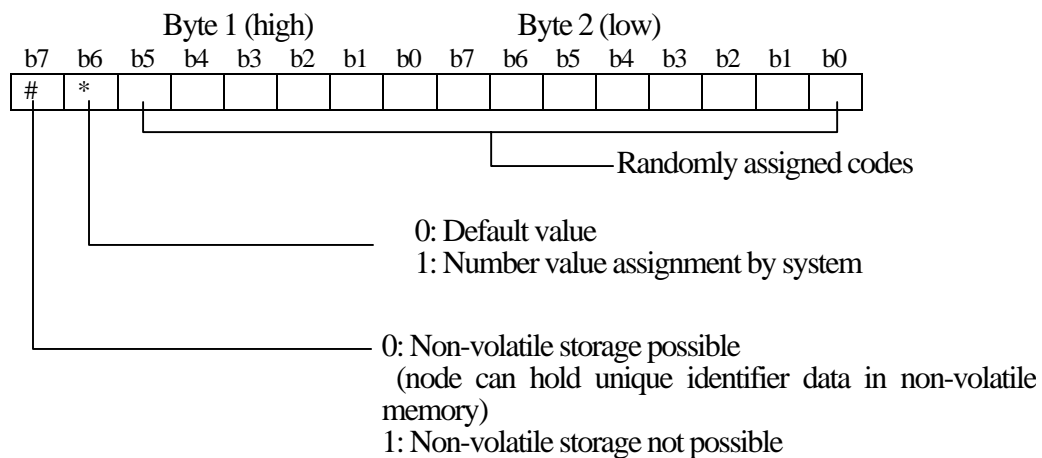 Byte 1 (high) Byte 2 (low)
b7 b6 b5 b4 b3 b2 b1 b0 b7 b6 b5 b4 b3 b2 b1 b0
# *
Randomly assigned codes
0: Default value
1: Number value assignment by system
0: Non-volatile storage possible
(node can hold unique identifier data in non-volatile
memory)
1: Non-volatile storage not possible